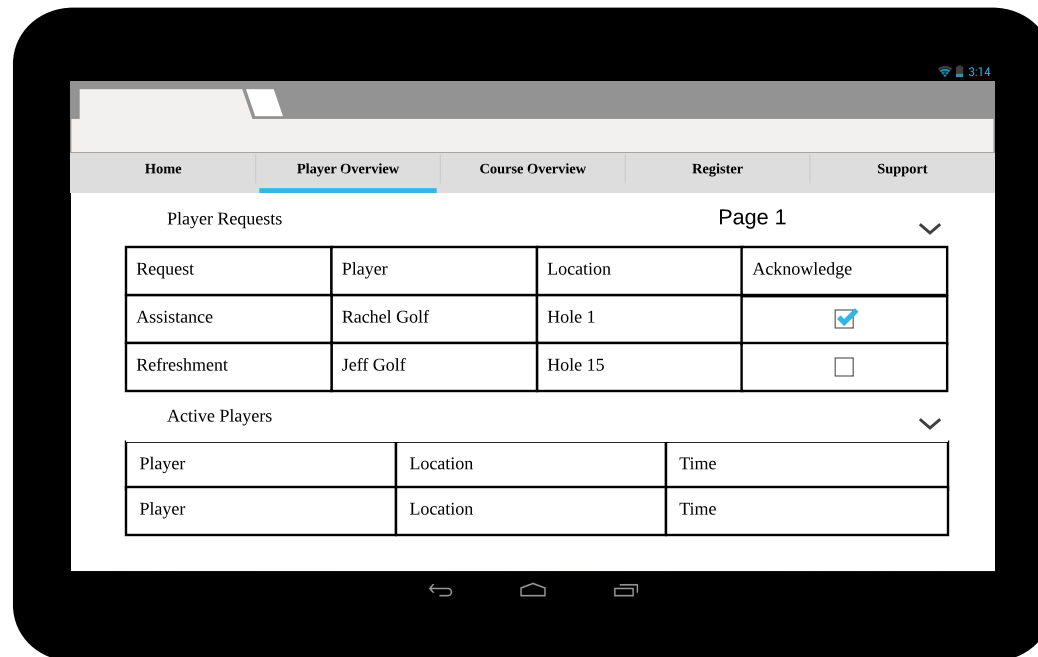 3:14
Home Player Overview Course Overview Register Support
Player Requests Page 1
Request Player Location Acknowledge
Assistance Rachel Golf Hole 1
Refreshment Jeff Golf Hole 15
Active Players
Player Location Time
Player Location Time